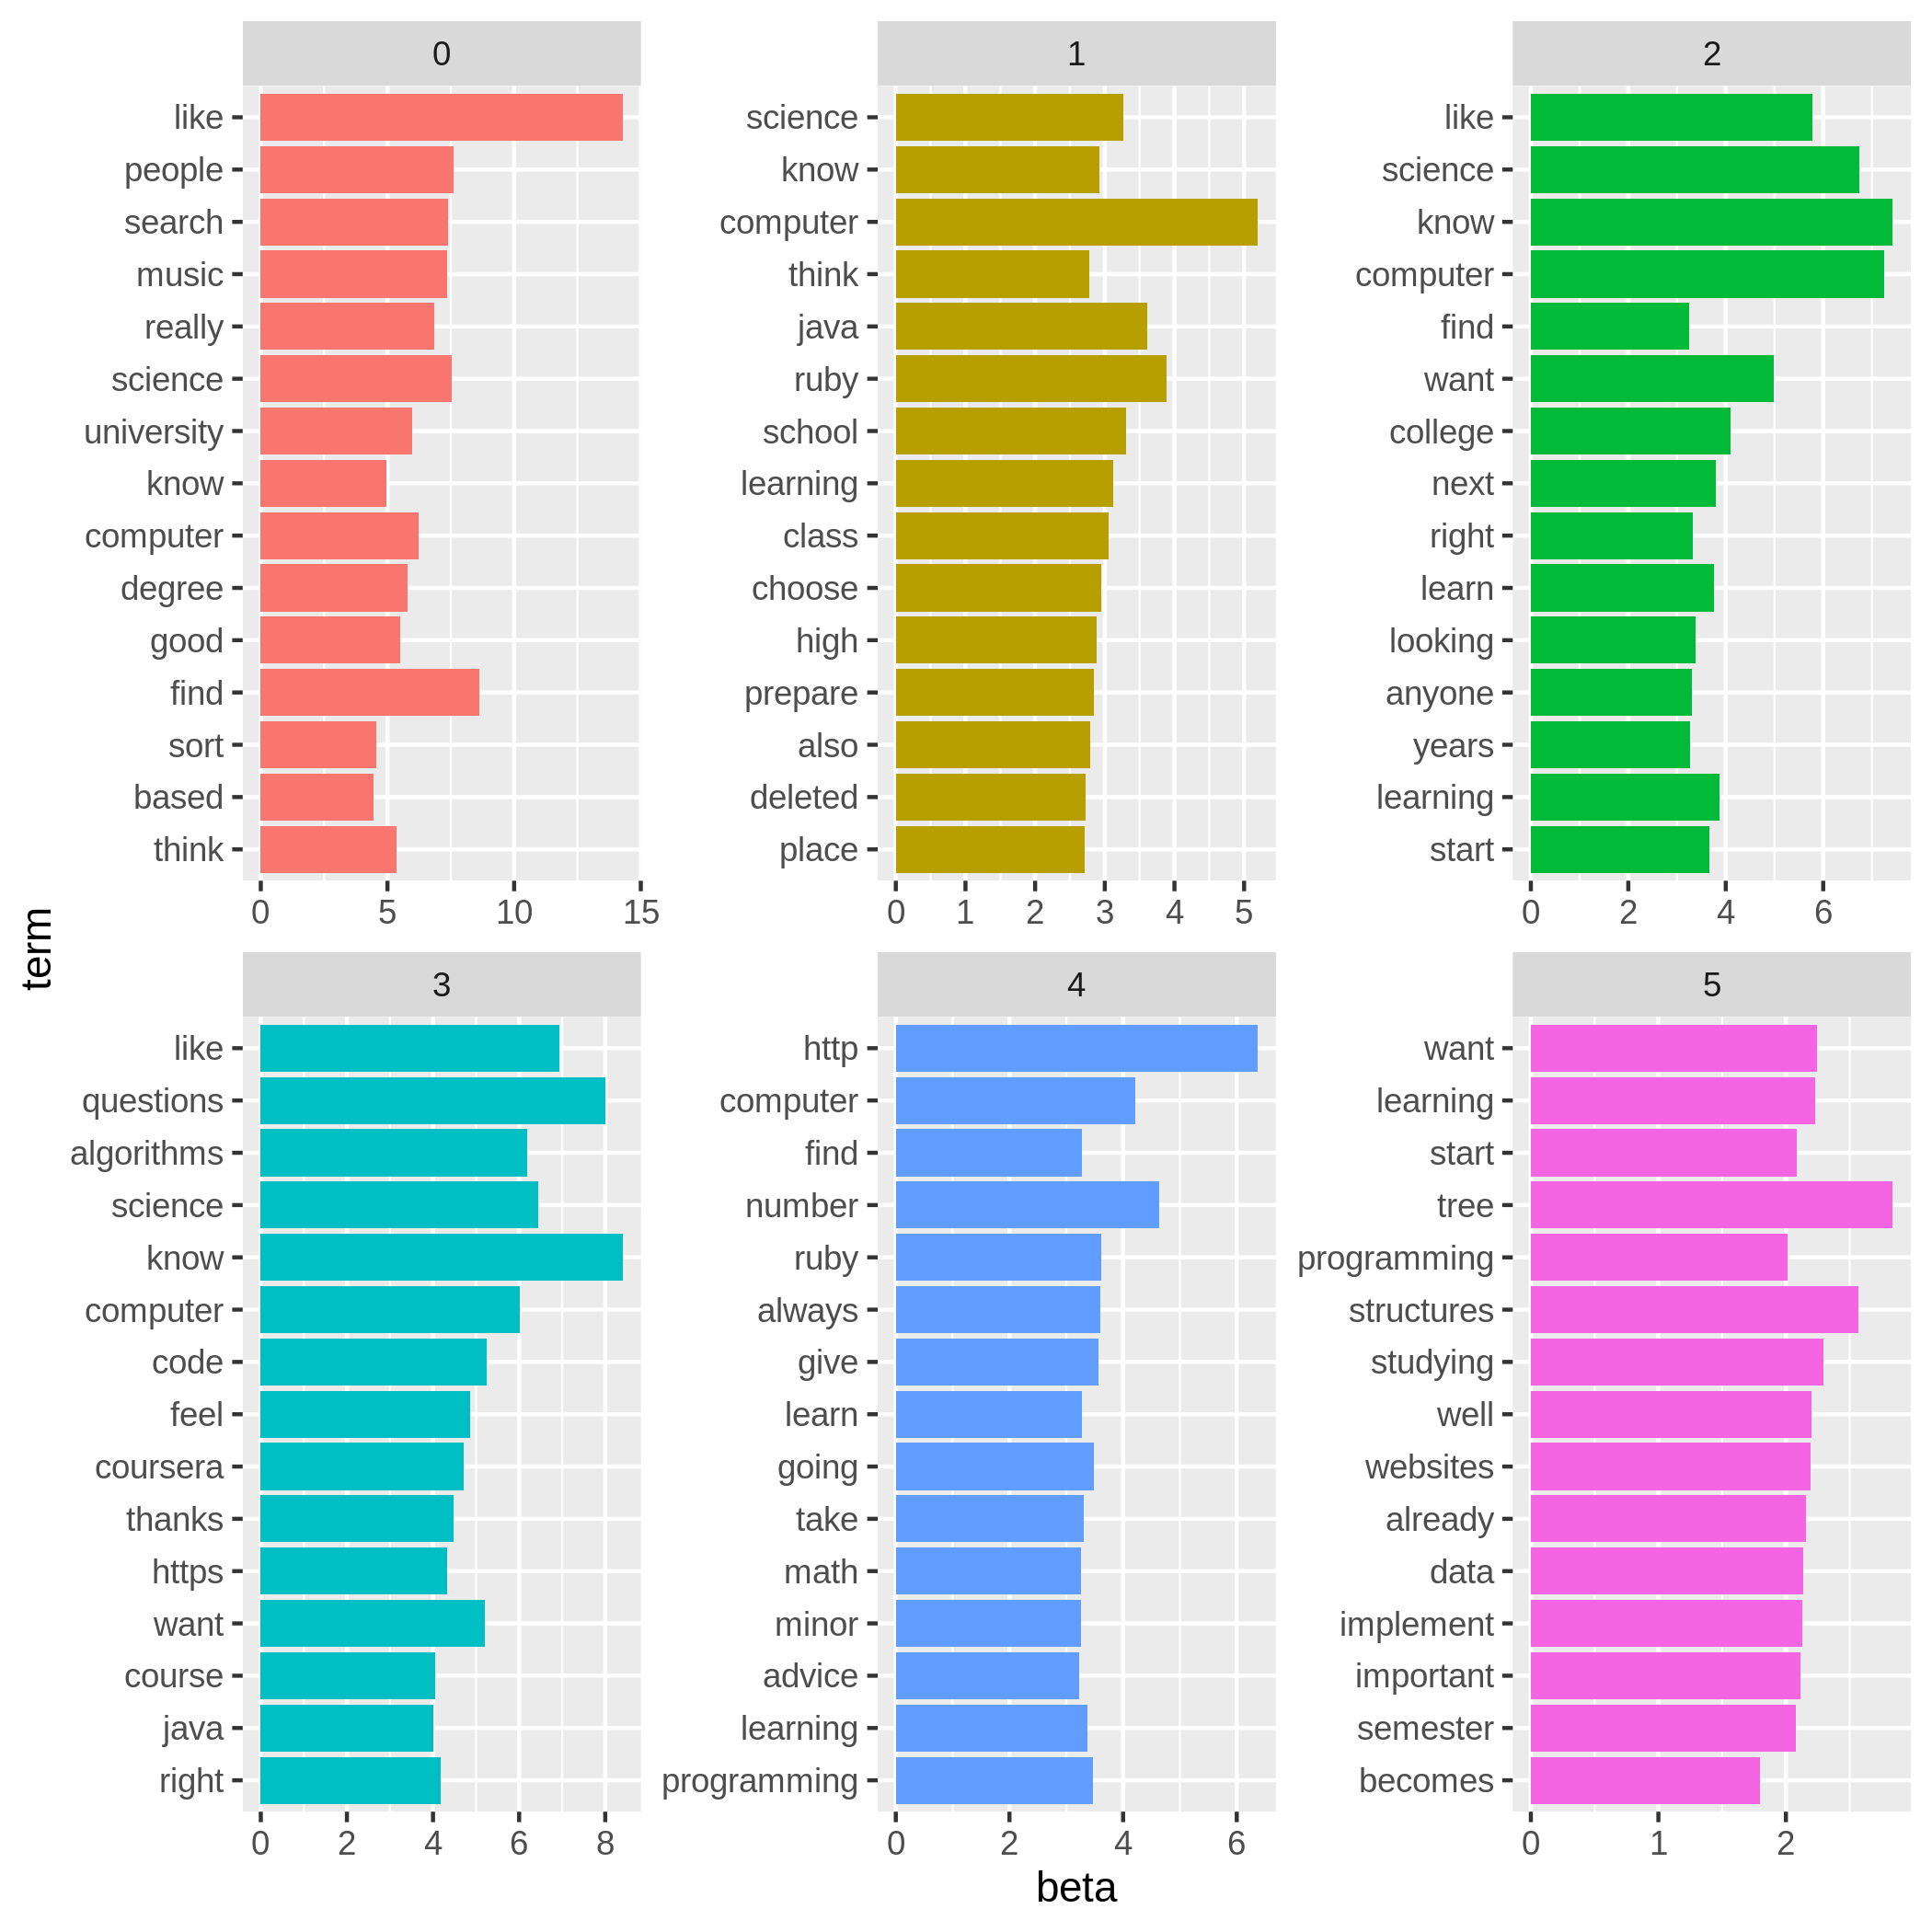 term
0
like
people
search
music
really
science
university
know
computer
degree
good
find
sort
based
think
0 5 10 15
1
science
know
computer
think
java
ruby
school
learning
class
choose
high
prepare
also
deleted
place
0 1 2 3 4 5
2
like
science
know
computer
find
want
college
next
right
learn
looking
anyone
years
learning
start
0 2 4 6
3
like
questions
algorithms
science
know
computer
code
feel
coursera
thanks
https
want
course
java
right
0 2 4 6 8
4
http
computer
find
number
ruby
always
give
learn
going
take
math
minor
advice
learning
programming
0 2 4 6
5
want
learning
start
tree
programming
structures
studying
well
websites
already
data
implement
important
semester
becomes
0 1 2
beta